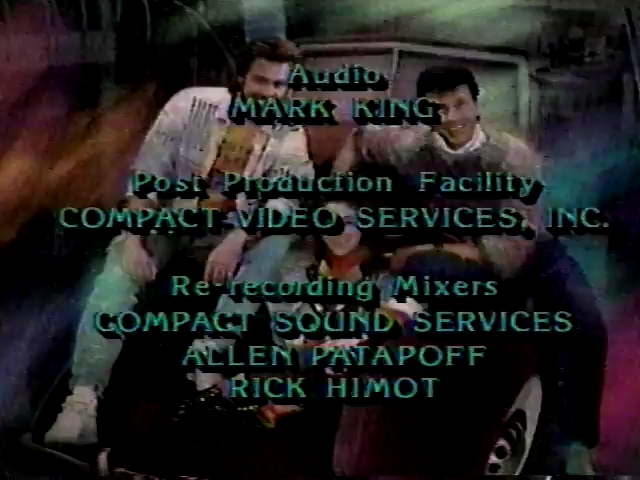 Audio
MARK KING
Post Production Facility
COMPACT VIDEO SERVICES, INC.
Re-recording Mixers
COMPACT SOUND SERVICES
ALLEN PATAPOFF
RICK HIMOT